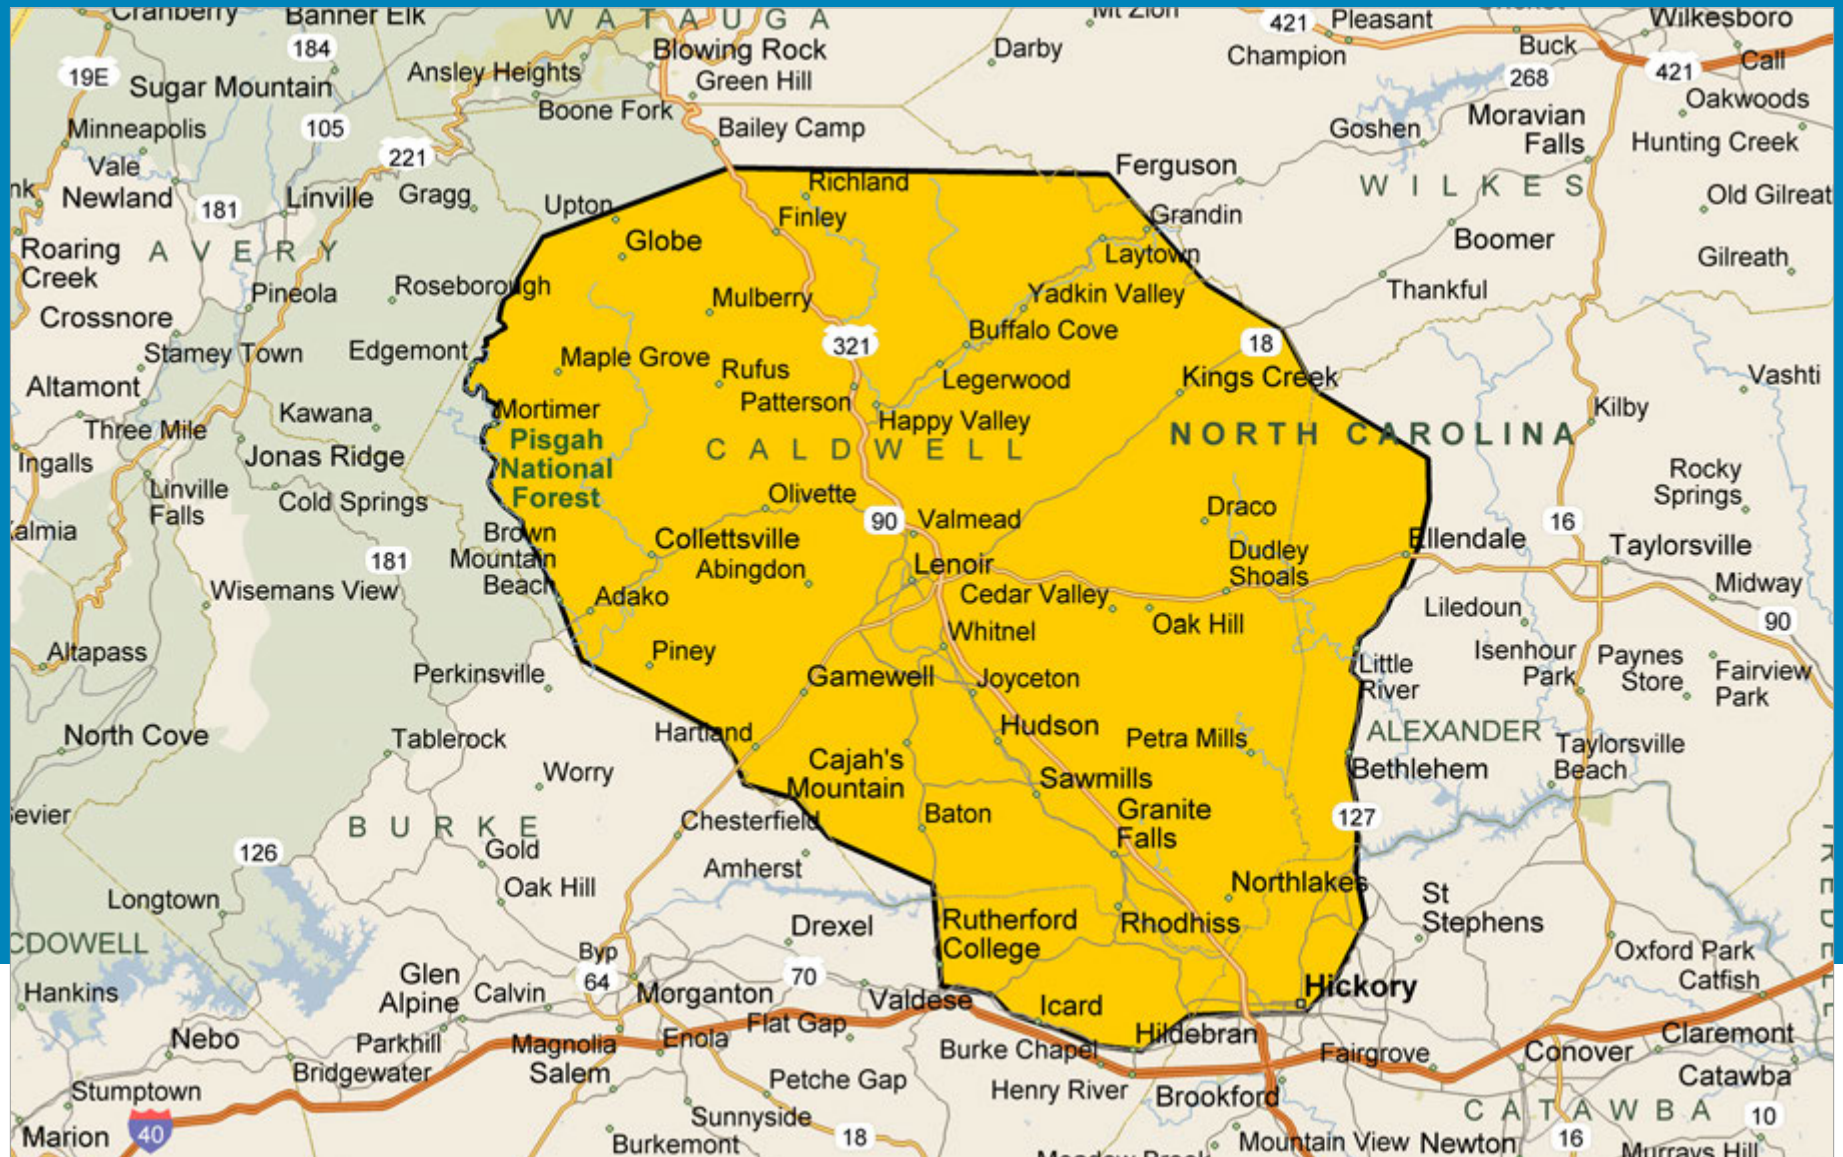 Cranberry
Banner Elk
WATAUGA
Mt Zion
421
Pleasant
Wilkesboro
184
Blowing Rock
Darby
Champion
Buck
Call
19E
Ansley Heights
Green Hill
268
421
Sugar Mountain
Boone Fork
Oakwoods
Minneapolis
105
Bailey Camp
Goshen
Moravian
Falls
Hunting Creek
Vale
221
Ferguson
WILKES
Newland
181
Linville
Gragg
Upton
Richland
Finley
Grandin
Old Gilreat
Roaring
Creek
AVERY
Globe
Laytown
Boomer
Gilreath
Pineola
Roseborough
Mulberry
Yadkin Valley
Thankful
Crossnore
Stamey Town
Edgemont
Maple Grove
321
Buffalo Cove
18
Altamont
Rufus
Legerwood
Kings Creek
Vashti
Three Mile
Kawana
Mortimer
Patterson
Happy Valley
Kilby
Ingalls
Jonas Ridge
Pisgah
National
Forest
CALDWELL
NORTH CAROLINA
Linville
Falls
Cold Springs
Olivette
Draco
Rocky
Springs
Kalmia
181
Brown
Mountain
Beach
Collettsville
90
Valmead
Ellendale
16
Taylorsville
Abingdon
Lenoir
Dudley
Shoals
Midway
Wisemans View
Adako
Cedar Valley
Oak Hill
Liledoun
90
Altapass
Piney
Whitnel
Isenhour
Park
Paynes
Store
Fairview
Park
Perkinsville
Gamewell
Joyceton
Little
River
North Cove
Tablerock
Hartland
Hudson
Petra Mills
ALEXANDER
Taylorsville
Beach
Worry
Cajah's
Mountain
Sawmills
Bethlehem
Sevier
BURKE
Chesterfield
Baton
Granite
Falls
127
126
Gold
Amherst
Northlakes
IREDELL
Longtown
Oak Hill
Drexel
Rutherford
College
Rhodhiss
St
Stephens
CDOWELL
Byp
64
70
Oxford Park
Catfish
Hankins
Glen
Alpine
Calvin
Morganton
Valdese
Icard
Hickory
Nebo
Parkhill
Magnolia
Salem
Enola
Flat Gap
Burke Chapel
Hildebran
Fairgrove
Conover
Claremont
Bridgewater
Petche Gap
Henry River
Brookford
Catawba
Stumptown
Sunnyside
CATAWBA
10
Marion
40
Burkemont
18
Meadow Brook
Mountain View
Newton
16
Murrays Hill